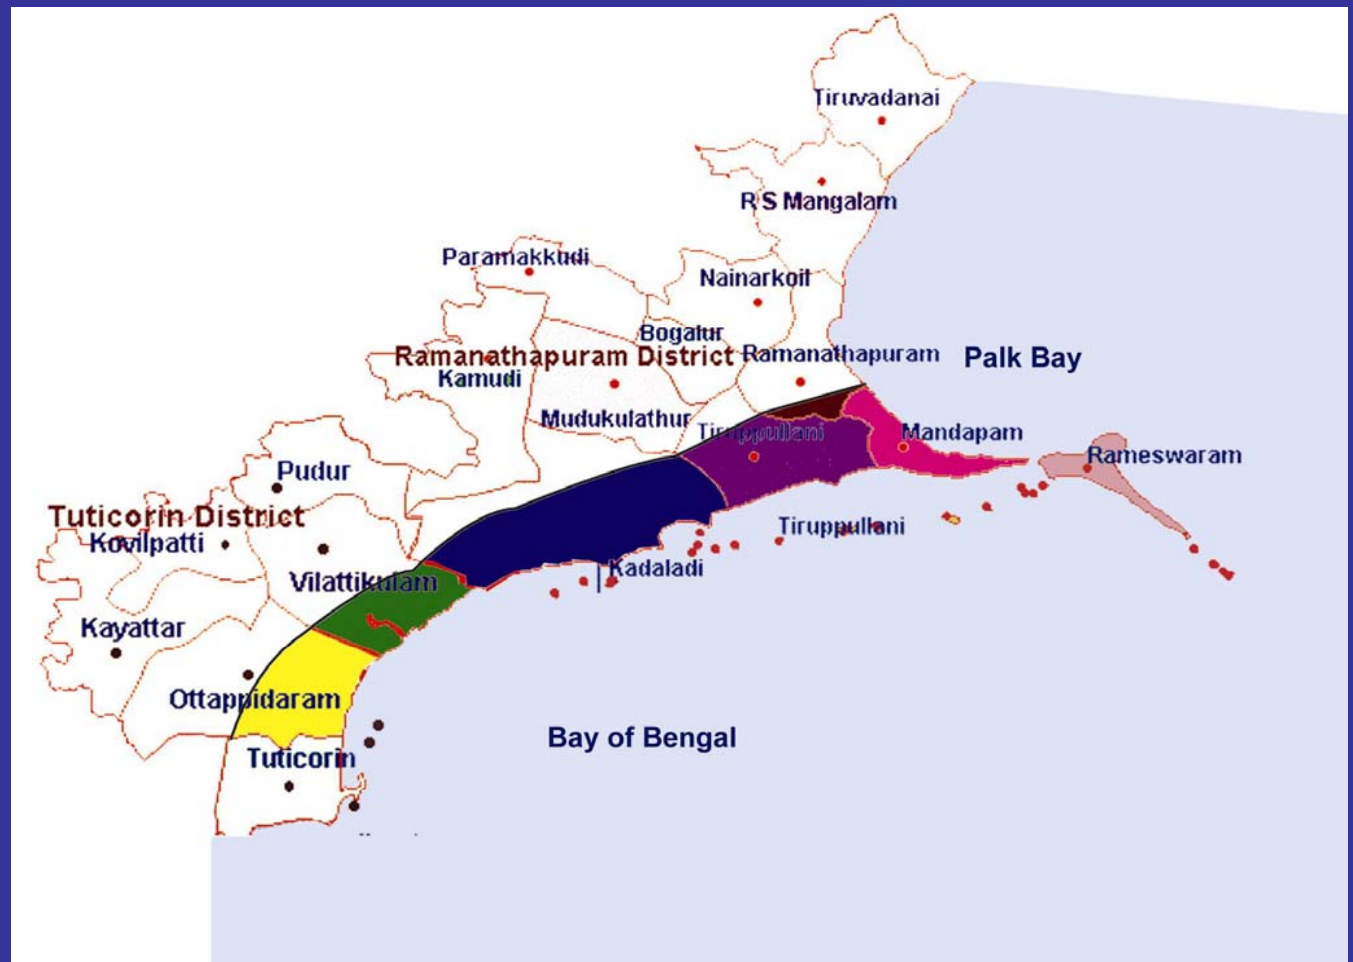 Tiruvadanai
R S Mangalam
Paramakkudi
Nainarkoil
Bogalur
Ramanathapuram District
Ramanathapuram
Palk Bay
Kamudi
Mudukulathur
Tiruppullani
Mandapam
Rameswaram
Pudur
Tuticorin District
Kovilpatti
Tiruppullani
Vilattikulam
Kadaladi
Kayattar
Ottappidaram
Bay of Bengal
Tuticorin